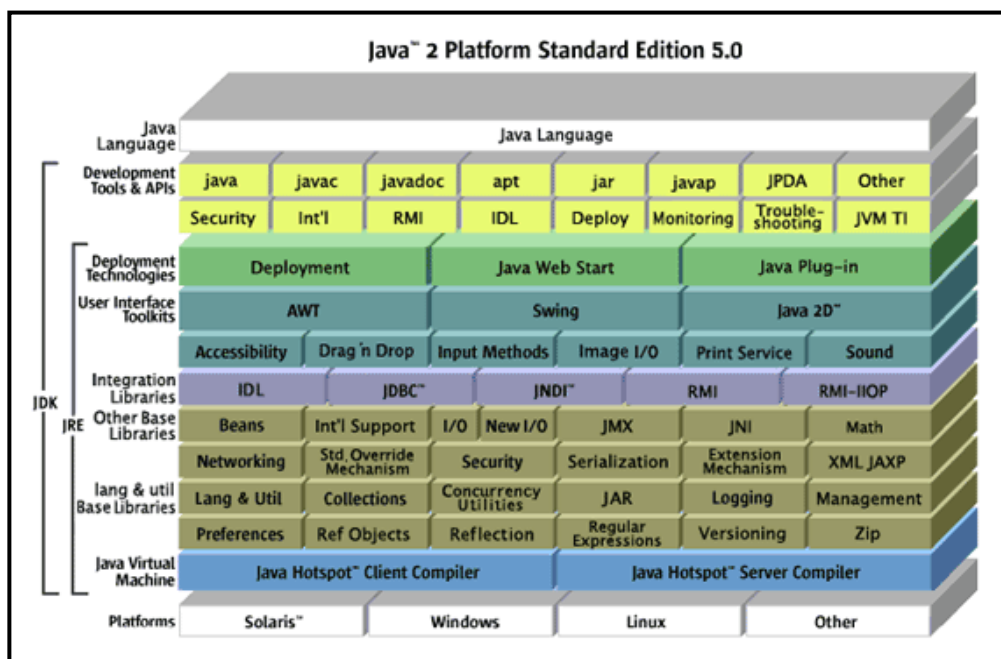 Java™ 2 Platform Standard Edition 5.0
Java Language
Java Language
Development Tools & APIs
java javac javadoc apt jar javap JPDA Other
Security Int'l RMI IDL Deploy Monitoring Trouble-shooting JVM TI
Deployment Technologies
Deployment Java Web Start Java Plug-in
User Interface Toolkits
AWT Swing Java 2D™
Accessibility Drag 'n Drop Input Methods Image I/O Print Service Sound
Integration Libraries
IDL JDBC™ JNDI™ RMI RMI-IIOP
JDK
JRE
Other Base Libraries
Beans Int'l Support I/O New I/O JMX JNI Math
Networking Std. Override Mechanism Security Serialization Extension Mechanism XML JAXP
lang & util Base Libraries
Lang & Util Collections Concurrency Utilities JAR Logging Management
Preferences Ref Objects Reflection Regular Expressions Versioning Zip
Java Virtual Machine
Java Hotspot™ Client Compiler Java Hotspot™ Server Compiler
Platforms
Solaris™ Windows Linux Other